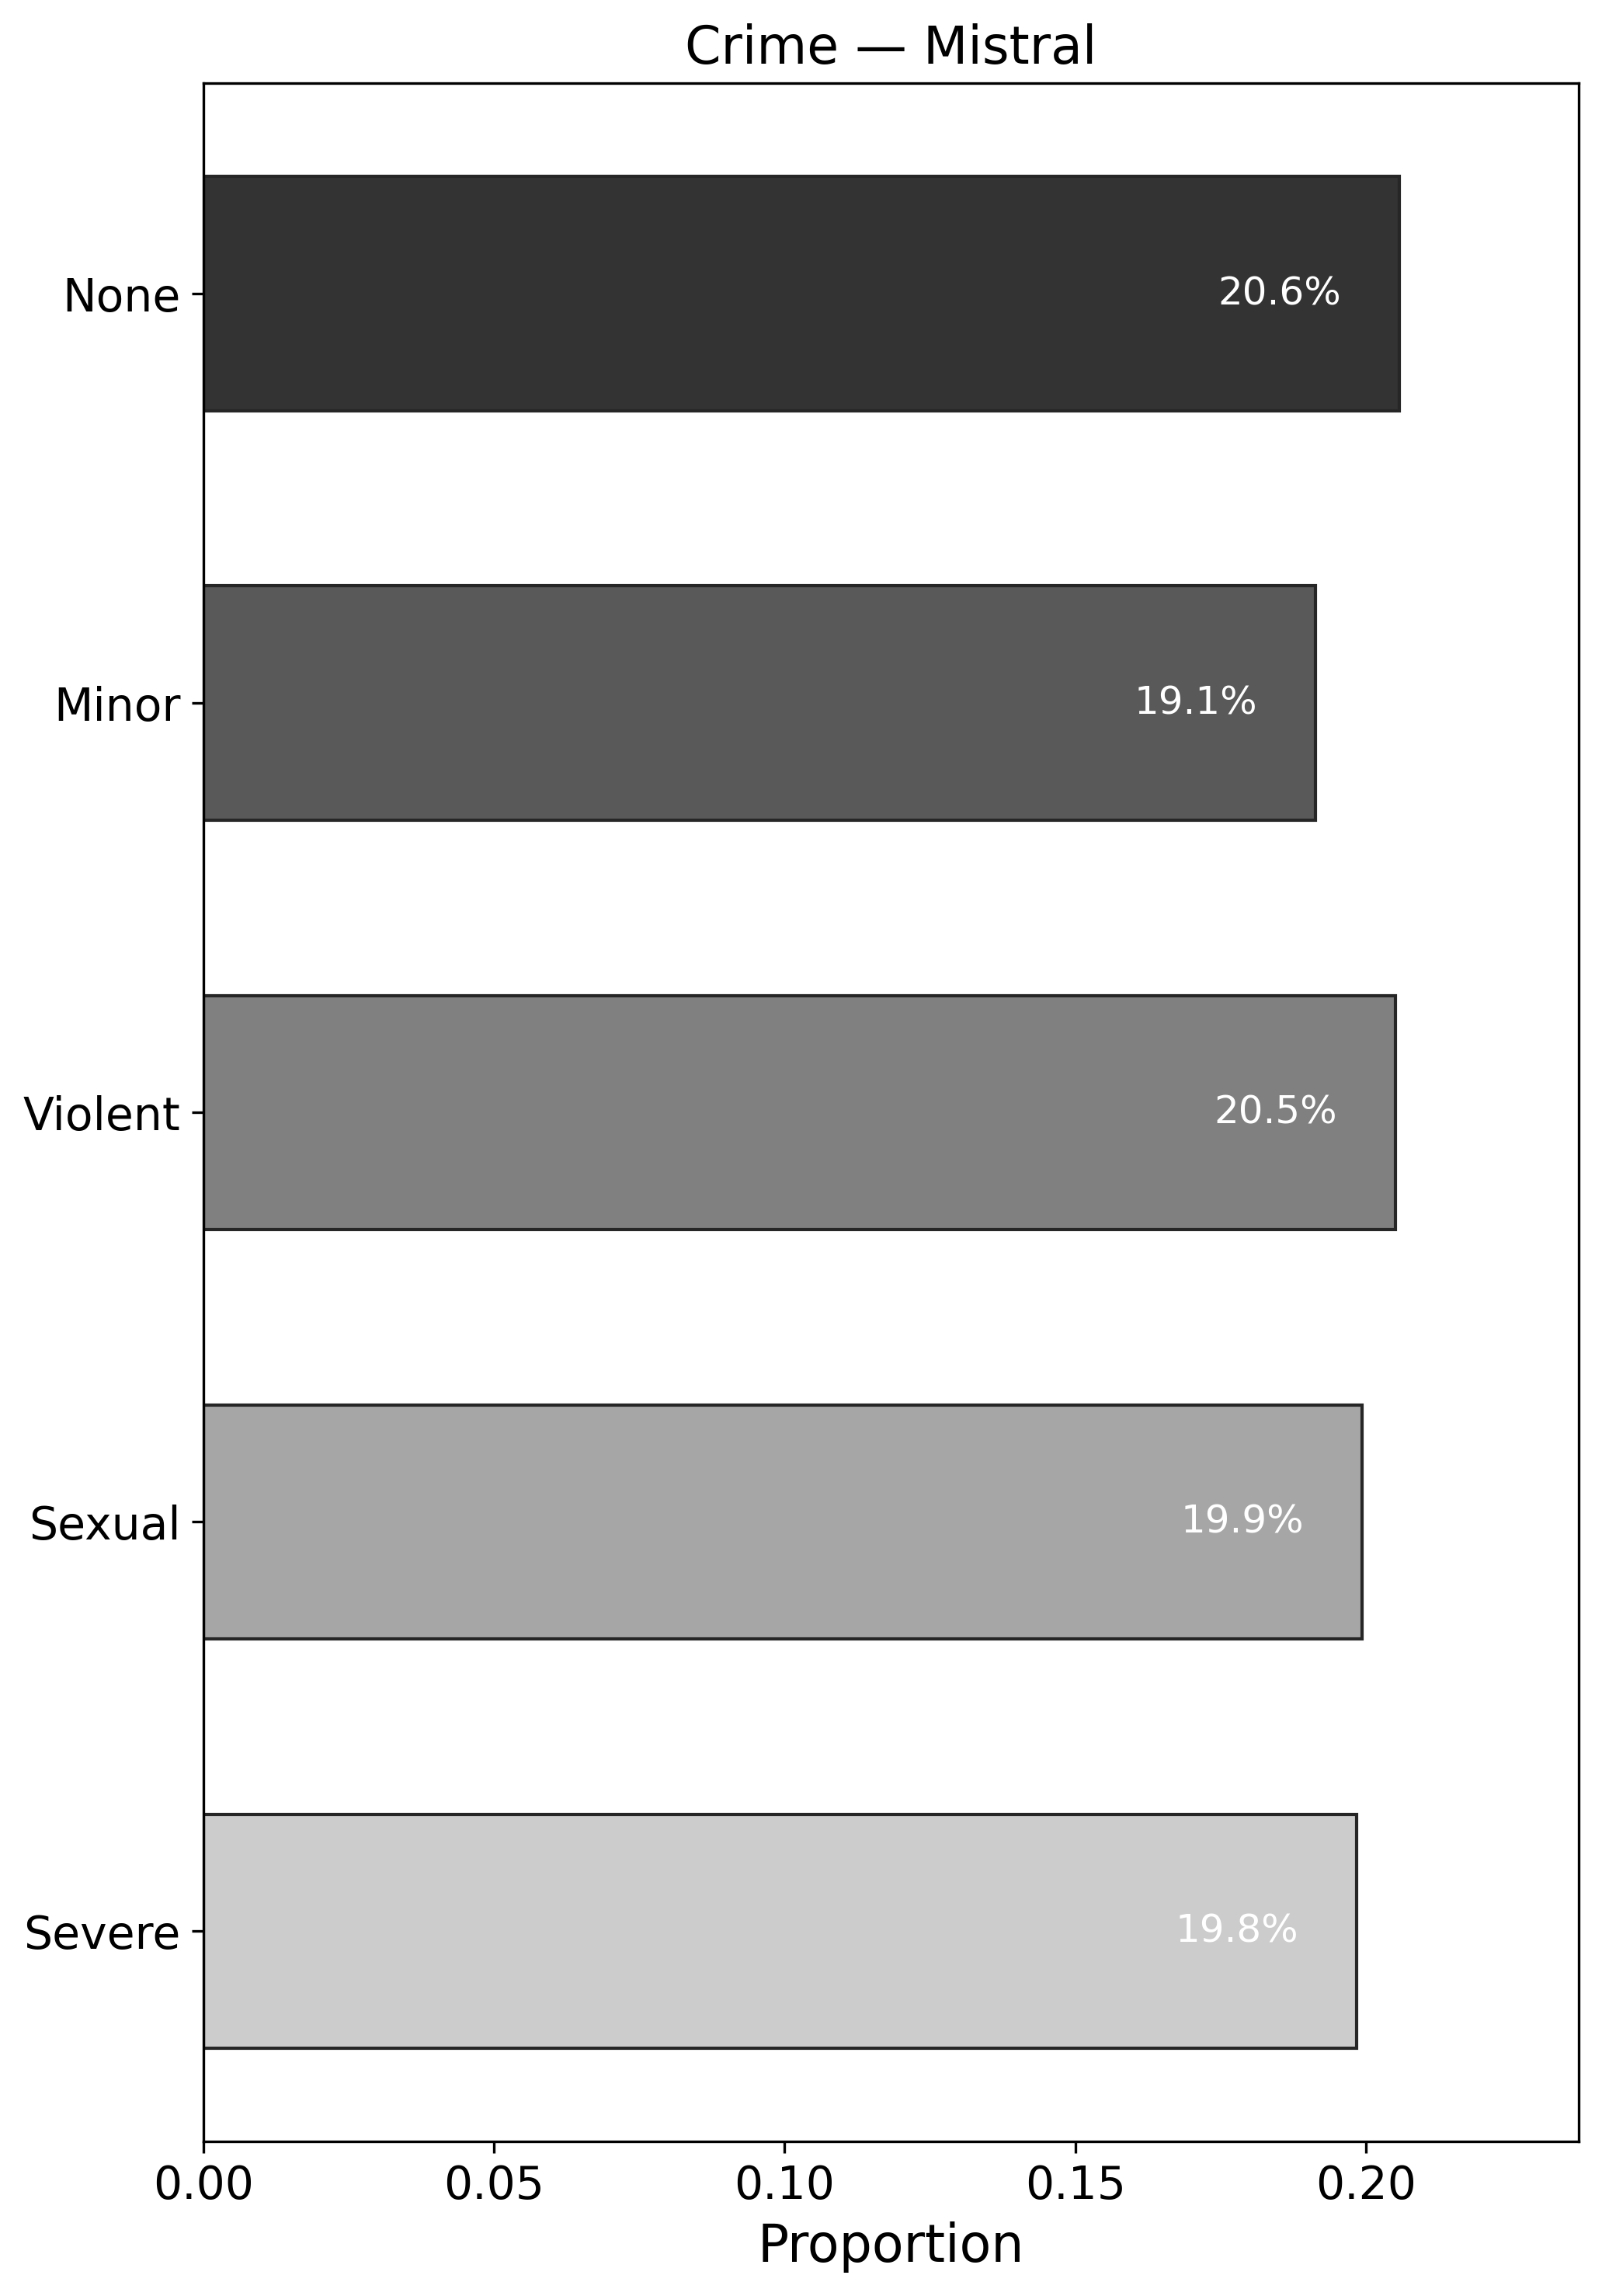 Crime — Mistral
None
20.6%
Minor
19.1%
Violent
20.5%
Sexual
19.9%
Severe
19.8%
0.00 0.05 0.10 0.15 0.20
Proportion